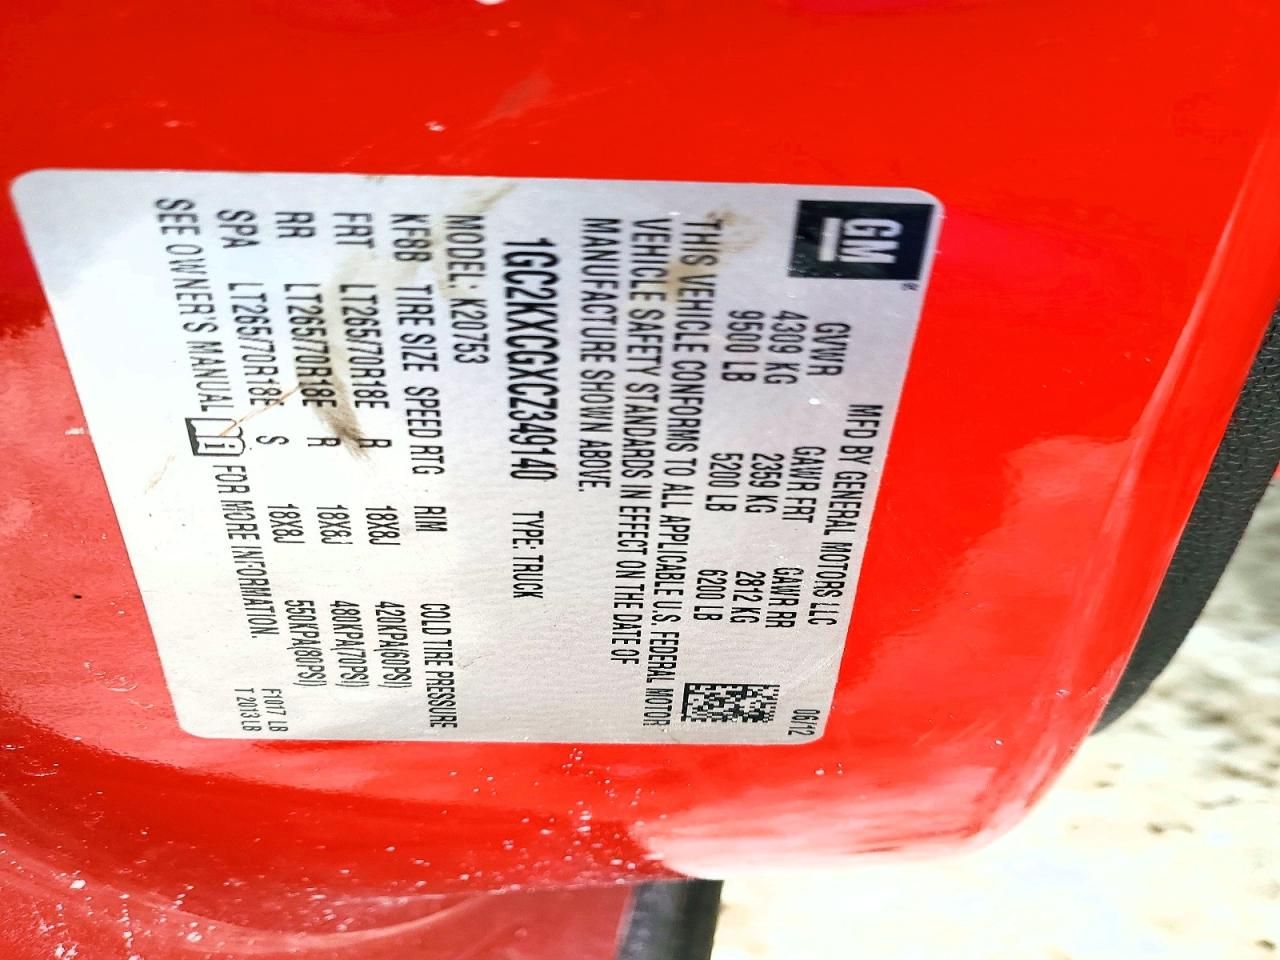 GM
MFD BY GENERAL MOTORS LLC 06/12
GVWR GAWR FRT GAWR RR
4309 KG 2359 KG 2812 KG
9500 LB 5200 LB 6200 LB
THIS VEHICLE CONFORMS TO ALL APPLICABLE U.S. FEDERAL MOTOR
VEHICLE SAFETY STANDARDS IN EFFECT ON THE DATE OF
MANUFACTURE SHOWN ABOVE.
1GC2KXCGXCZ349140 TYPE: TRUCK
MODEL: K20753
KF8B TIRE SIZE SPEED RTG RIM COLD TIRE PRESSURE
FRT LT265/70R18E R 18X8J 420KPA(60PSI)
RR LT265/70R18E R 18X8J 480KPA(70PSI)
SPA LT265/70R18E S 18X8J 550KPA(80PSI)
SEE OWNER'S MANUAL i FOR MORE INFORMATION.
F1017 LB
T 2013 LB